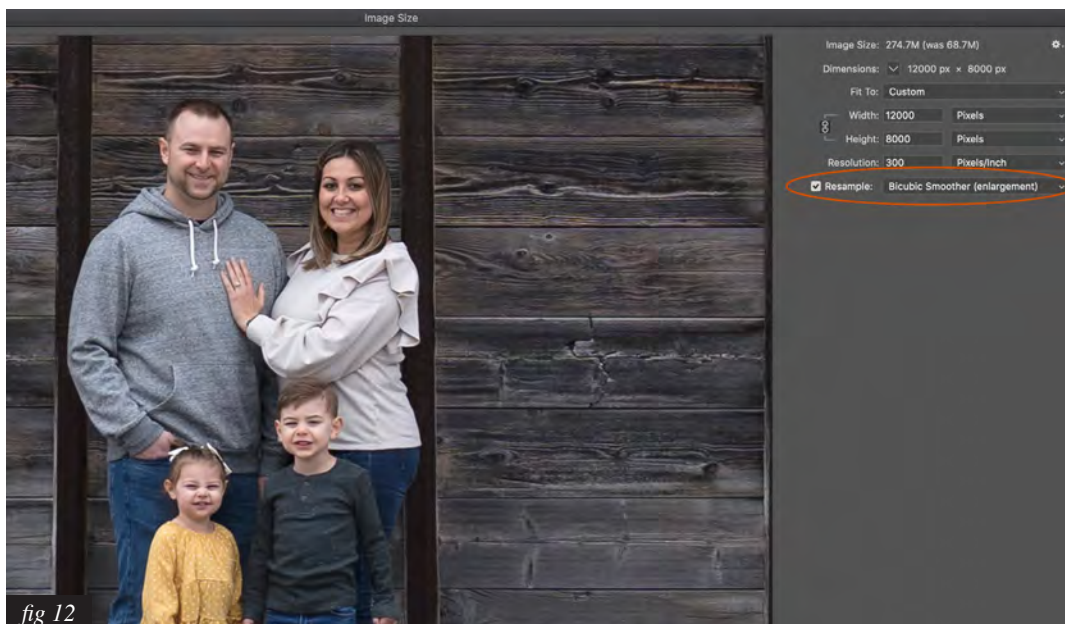 Image Size
Image Size: 274.7M (was 68.7M)
Dimensions: 12000 px × 8000 px
Fit To: Custom
Width: 12000 Pixels
Height: 8000 Pixels
Resolution: 300 Pixels/Inch
Resample: Bicubic Smoother (enlargement)
fig 12